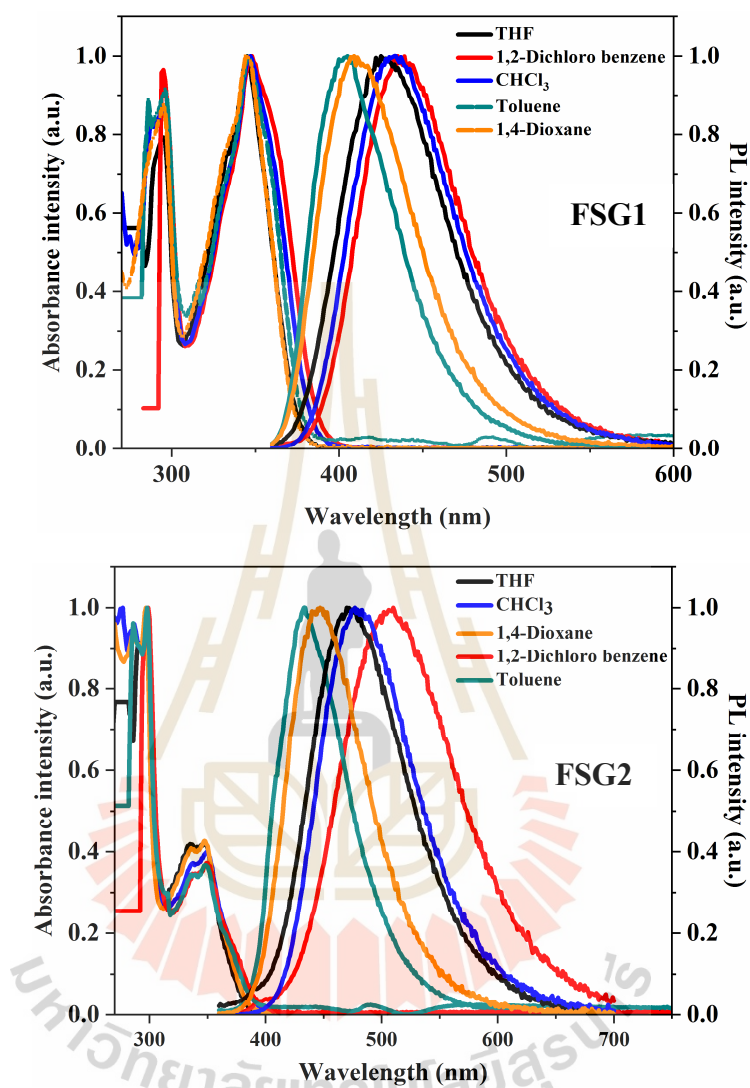 THF
1,2-Dichloro benzene
CHCl3
Toluene
1,4-Dioxane
FSG1
Absorbance intensity (a.u.)
PL intensity (a.u.)
1.0 1.0
0.8 0.8
0.6 0.6
0.4 0.4
0.2 0.2
0.0 0.0
300 400 500 600
Wavelength (nm)
THF
CHCl3
1,4-Dioxane
1,2-Dichloro benzene
Toluene
FSG2
Absorbance intensity (a.u.)
PL intensity (a.u.)
1.0 1.0
0.8 0.8
0.6 0.6
0.4 0.4
0.2 0.2
0.0 0.0
300 400 500 600 700
Wavelength (nm)